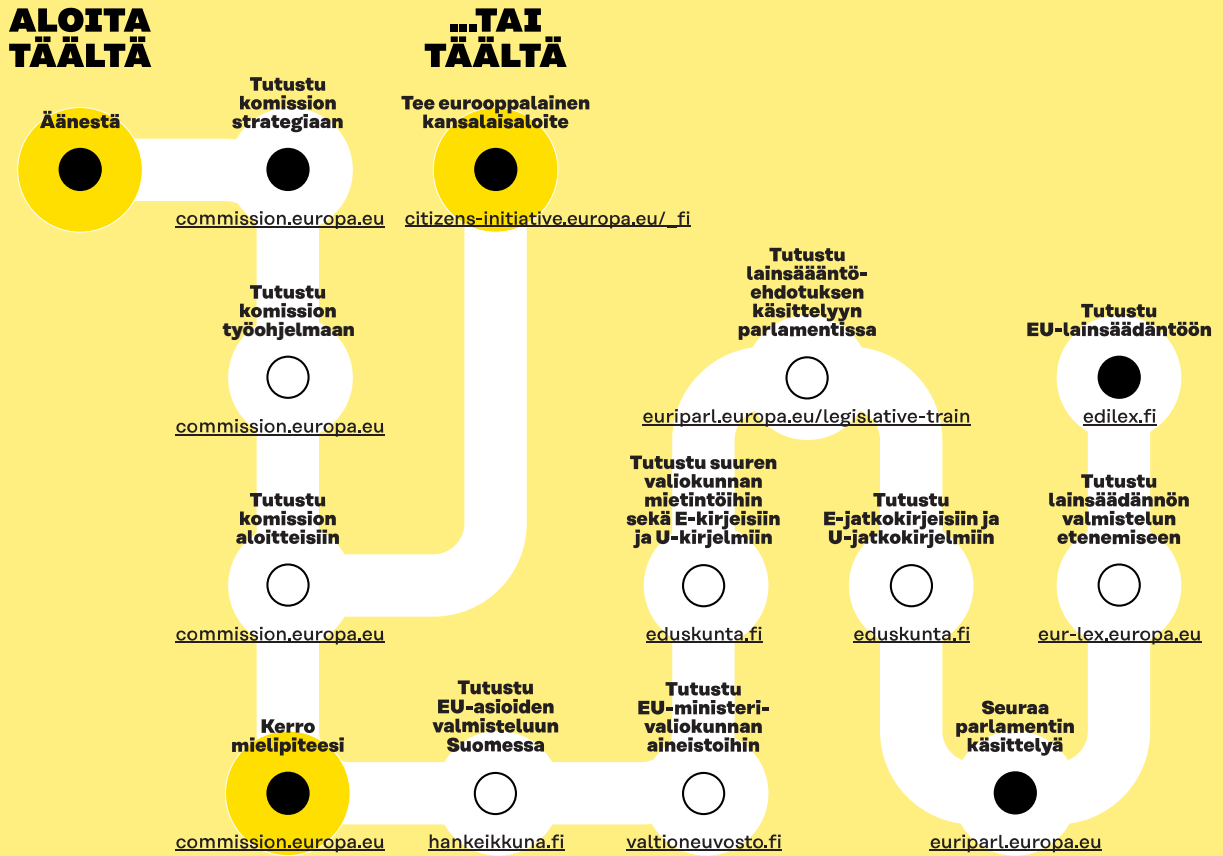 ALOITA
TÄÄLTÄ
...TAI
TÄÄLTÄ
Äänestä
Tutustu
komission
strategiaan
commission.europa.eu
Tee eurooppalainen
kansalaisaloite
citizens-initiative.europa.eu/_fi
Tutustu
komission
työohjelmaan
commission.europa.eu
Tutustu
komission
aloitteisiin
commission.europa.eu
Kerro
mielipiteesi
commission.europa.eu
Tutustu
EU-asioiden
valmisteluun
Suomessa
hankeikkuna.fi
Tutustu
EU-ministeri-
valiokunnan
aineistoihin
valtioneuvosto.fi
Tutustu suuren
valiokunnan
mietintöihin
sekä E-kirjeisiin
ja U-kirjelmiin
eduskunta.fi
Tutustu
lainsäääntö-
ehdotuksen
käsittelyyn
parlamentissa
euriparl.europa.eu/legislative-train
Tutustu
E-jatkokirjeisiin ja
U-jatkokirjelmiin
eduskunta.fi
Seuraa
parlamentin
käsittelyä
euriparl.europa.eu
Tutustu
lainsäädännön
valmistelun
etenemiseen
eur-lex.europa.eu
Tutustu
EU-lainsäädäntöön
edilex.fi